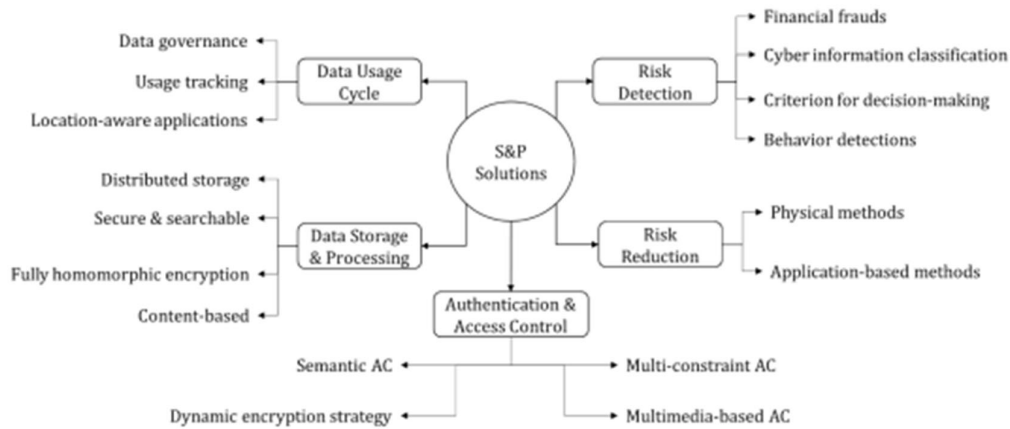 S&P
Solutions
Data Usage
Cycle
Data governance
Usage tracking
Location-aware applications
Risk
Detection
Financial frauds
Cyber information classification
Criterion for decision-making
Behavior detections
Data Storage
& Processing
Distributed storage
Secure & searchable
Fully homomorphic encryption
Content-based
Risk
Reduction
Physical methods
Application-based methods
Authentication &
Access Control
Semantic AC
Dynamic encryption strategy
Multi-constraint AC
Multimedia-based AC